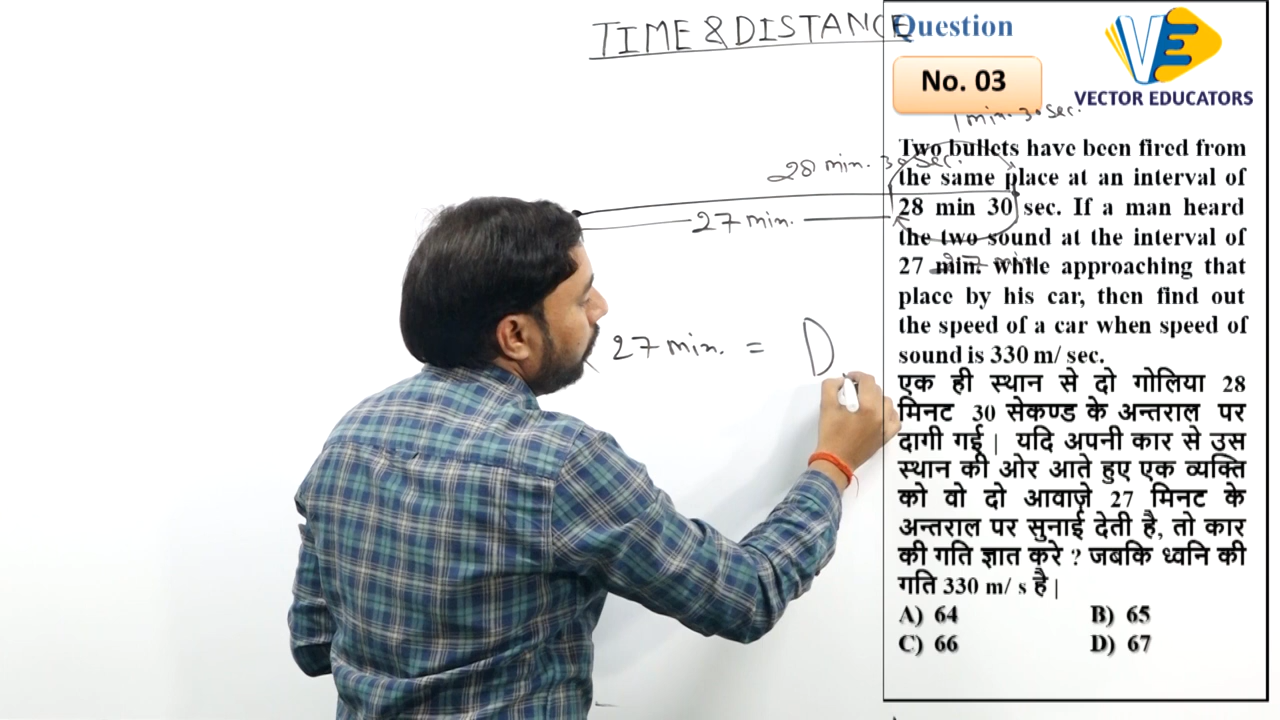 TIME & DISTANCE
Question
No. 03
VE
VECTOR EDUCATORS
1 min. 30 sec.
28 min. 30 sec.
27 min.
27 min
27 min. = D
Two bullets have been fired from
the same place at an interval of
28 min 30 sec. If a man heard
the two sound at the interval of
27 min. while approaching that
place by his car, then find out
the speed of a car when speed of
sound is 330 m/ sec.
एक ही स्थान से दो गोलिया 28
मिनट 30 सेकण्ड के अन्तराल पर
दागी गई | यदि अपनी कार से उस
स्थान की ओर आते हुए एक व्यक्ति
को वो दो आवाज़े 27 मिनट के
अन्तराल पर सुनाई देती है, तो कार
की गति ज्ञात करे ? जबकि ध्वनि की
गति 330 m/ s है |
A) 64 B) 65
C) 66 D) 67